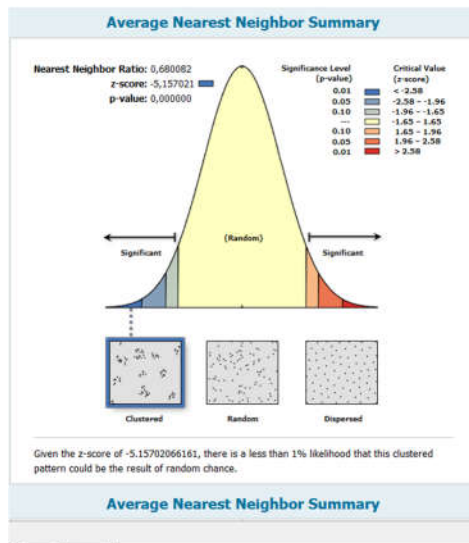 Average Nearest Neighbor Summary
Nearest Neighbor Ratio: 0,680082
z-score: -5,157021
p-value: 0,000000
Significance Level Critical Value
(p-value) (z-score)
0.01 < -2.58
0.05 -2.58 - -1.96
0.10 -1.96 - -1.65
--- -1.65 - 1.65
0.10 1.65 - 1.96
0.05 1.96 - 2.58
0.01 > 2.58
(Random)
Significant Significant
Clustered Random Dispersed
Given the z-score of -5.15702066161, there is a less than 1% likelihood that this clustered
pattern could be the result of random chance.
Average Nearest Neighbor Summary